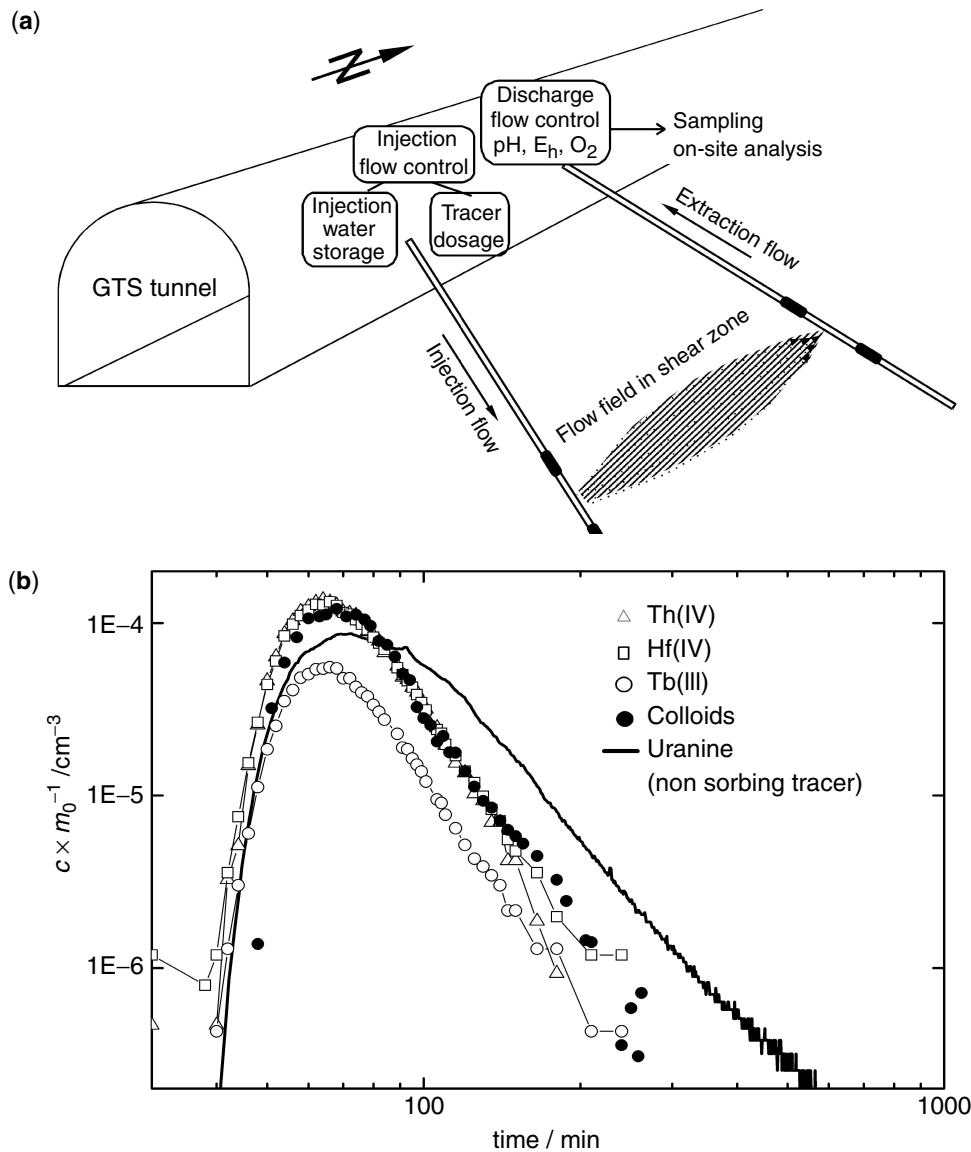 (a)
N
Discharge
flow control
pH, Eh, O2
Sampling
on-site analysis
Injection
flow control
Injection
water
storage
Tracer
dosage
Extraction flow
GTS tunnel
Injection flow
Flow field in shear zone
(b)
1E–4
1E–5
1E–6
c × m0–1 /cm–3
Th(IV)
Hf(IV)
Tb(III)
Colloids
Uranine
(non sorbing tracer)
100
1000
time / min